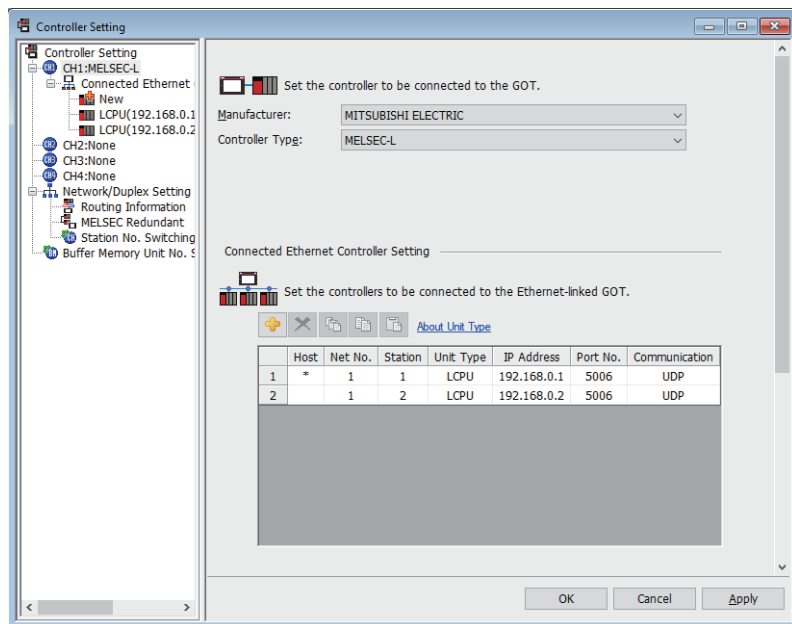 Controller Setting
Controller Setting
CH1:MELSEC-L
Connected Ethernet
New
LCPU(192.168.0.1
LCPU(192.168.0.2
CH2:None
CH3:None
CH4:None
Network/Duplex Setting
Routing Information
MELSEC Redundant
Station No. Switching
Buffer Memory Unit No. S
Set the controller to be connected to the GOT.
Manufacturer: MITSUBISHI ELECTRIC
Controller Type: MELSEC-L
Connected Ethernet Controller Setting
Set the controllers to be connected to the Ethernet-linked GOT.
About Unit Type
Host Net No. Station Unit Type IP Address Port No. Communication
1 * 1 1 LCPU 192.168.0.1 5006 UDP
2 1 2 LCPU 192.168.0.2 5006 UDP
OK Cancel Apply